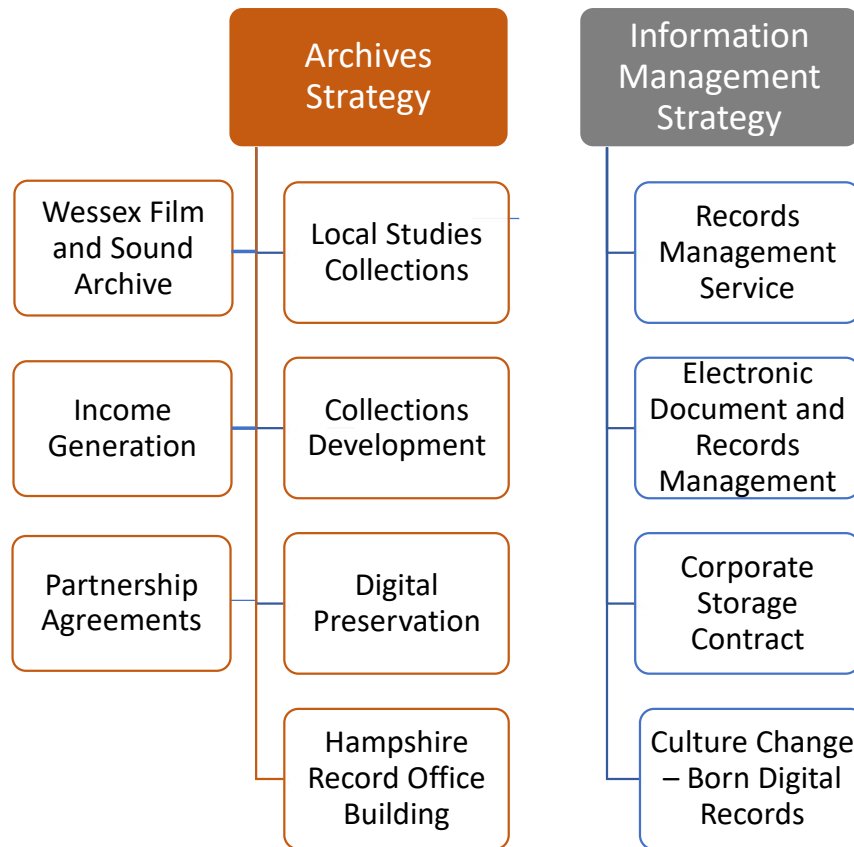 Archives
Strategy
Information
Management
Strategy
Wessex Film
and Sound
Archive
Local Studies
Collections
Records
Management
Service
Income
Generation
Collections
Development
Electronic
Document and
Records
Management
Partnership
Agreements
Digital
Preservation
Corporate
Storage
Contract
Hampshire
Record Office
Building
Culture Change
– Born Digital
Records